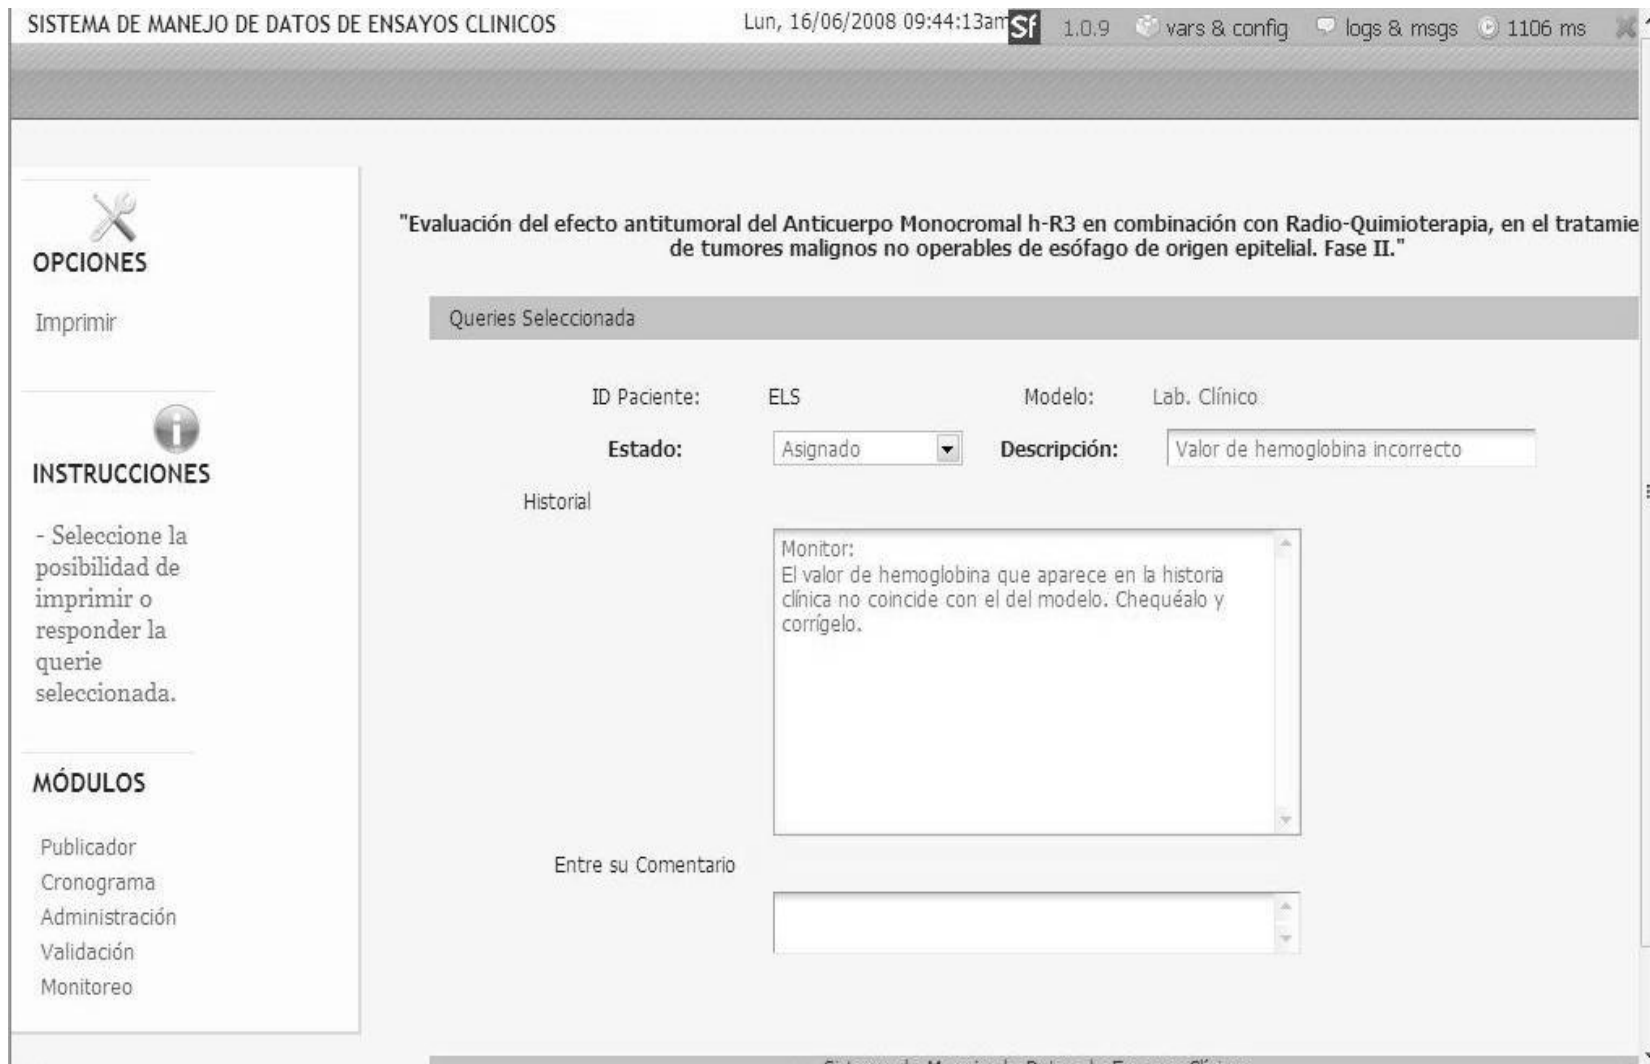 SISTEMA DE MANEJO DE DATOS DE ENSAYOS CLINICOS
Lun, 16/06/2008 09:44:13am
Sf 1.0.9 vars & config logs & msgs 1106 ms
OPCIONES
Imprimir
INSTRUCCIONES
- Seleccione la
posibilidad de
imprimir o
responder la
querie
seleccionada.
MÓDULOS
Publicador
Cronograma
Administración
Validación
Monitoreo
"Evaluación del efecto antitumoral del Anticuerpo Monocromal h-R3 en combinación con Radio-Quimioterapia, en el tratamie
de tumores malignos no operables de esófago de origen epitelial. Fase II."
Queries Seleccionada
ID Paciente: ELS Modelo: Lab. Clínico
Estado: Asignado Descripción: Valor de hemoglobina incorrecto
Historial
Monitor:
El valor de hemoglobina que aparece en la historia
clínica no coincide con el del modelo. Chequéalo y
corrígelo.
Entre su Comentario